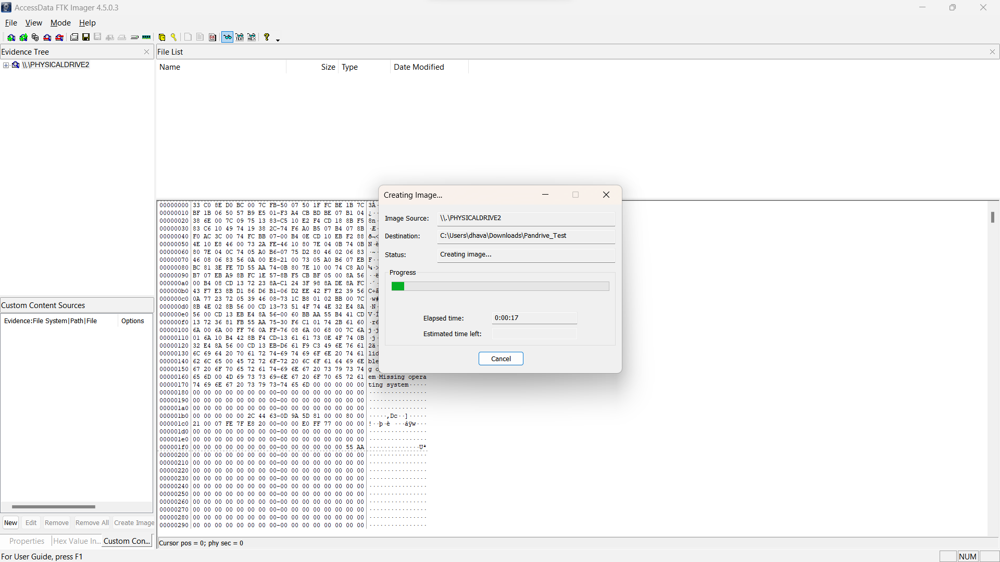 AccessData FTK Imager 4.5.0.3
File View Mode Help
Evidence Tree
\\.\PHYSICALDRIVE2
File List
Name Size Type Date Modified
Creating Image...
Image Source: \\.\PHYSICALDRIVE2
Destination: C:\Users\dhava\Downloads\Pandrive_Test
Status: Creating image...
Progress
Elapsed time: 0:00:17
Estimated time left:
Cancel
Custom Content Sources
Evidence:File System|Path|File Options
New Edit Remove Remove All Create Image
Properties Hex Value In... Custom Con...
00000000 33 C0 8E D0 BC 00 7C FB-50 07 50 1F FC BE 1B 7C
00000010 BF 1B 06 50 57 B9 E5 01-F3 A4 CB BD BE 07 B1 04
00000020 38 6E 00 7C 09 75 13 83-C5 10 E2 F4 CD 18 8B F5
00000030 83 C6 10 49 74 19 38 2C-74 F6 A0 B5 07 B4 07 8B
00000040 F0 AC 3C 00 74 FC BB 07-00 B4 0E CD 10 EB F2 88
00000050 4E 10 E8 46 00 73 2A FE-46 10 80 7E 04 0B 74 0B
00000060 80 7E 04 0C 74 05 A0 B6-07 75 D2 80 46 02 06 83
00000070 46 08 06 83 56 0A 00 E8-21 00 73 05 A0 B6 07 EB
00000080 BC 81 3E FE 7D 55 AA 74-0B 80 7E 10 00 74 C8 A0
00000090 B7 07 EB A9 8B FC 1E 57-8B F5 CB BF 05 00 8A 56
000000a0 00 B4 08 CD 13 72 23 8A-C1 24 3F 98 8A DE 8A FC
000000b0 43 F7 E3 8B D1 86 D6 B1-06 D2 EE 42 F7 E2 39 56
000000c0 0A 77 23 72 05 39 46 08-73 1C B8 01 02 BB 00 7C
000000d0 8B 4E 02 8B 56 00 CD 13-73 51 4F 74 4E 32 E4 8A
000000e0 56 00 CD 13 EB E4 8A 56-00 60 BB AA 55 B4 41 CD
000000f0 13 72 36 81 FB 55 AA 75-30 F6 C1 01 74 2B 61 60
00000100 6A 00 6A 00 FF 76 0A FF-76 08 6A 00 68 00 7C 6A
00000110 01 6A 10 B4 42 8B F4 CD-13 61 61 73 0E 4F 74 0B
00000120 32 E4 8A 56 00 CD 13 EB-D6 61 F9 C3 49 6E 76 61
00000130 6C 69 64 20 70 61 72 74-69 74 69 6F 6E 20 74 61 lid
00000140 62 6C 65 00 45 72 72 6F-72 20 6C 6F 61 64 69 6E ble
00000150 67 20 6F 70 65 72 61 74-69 6E 67 20 73 79 73 74
00000160 65 6D 00 4D 69 73 73 69-6E 67 20 6F 70 65 72 61 em·Missing opera
00000170 74 69 6E 67 20 73 79 73-74 65 6D 00 00 00 00 00 ting system·····
00000180 00 00 00 00 00 00 00 00-00 00 00 00 00 00 00 00 ················
00000190 00 00 00 00 00 00 00 00-00 00 00 00 00 00 00 00 ················
000001a0 00 00 00 00 00 00 00 00-00 00 00 00 00 00 00 00 ················
000001b0 00 00 00 00 00 2C 44 63-0D 9A 5D 81 00 00 80 00 ·····,Dc··]·····
000001c0 21 00 07 FE 7F E8 20 00-00 00 E0 FF 77 00 00 00 !··þ·è ···àÿw···
000001d0 00 00 00 00 00 00 00 00-00 00 00 00 00 00 00 00 ················
000001e0 00 00 00 00 00 00 00 00-00 00 00 00 00 00 00 00 ················
000001f0 00 00 00 00 00 00 00 00-00 00 00 00 00 00 55 AA ··············Uª
00000200 00 00 00 00 00 00 00 00-00 00 00 00 00 00 00 00 ················
00000210 00 00 00 00 00 00 00 00-00 00 00 00 00 00 00 00 ················
00000220 00 00 00 00 00 00 00 00-00 00 00 00 00 00 00 00 ················
00000230 00 00 00 00 00 00 00 00-00 00 00 00 00 00 00 00 ················
00000240 00 00 00 00 00 00 00 00-00 00 00 00 00 00 00 00 ················
00000250 00 00 00 00 00 00 00 00-00 00 00 00 00 00 00 00 ················
00000260 00 00 00 00 00 00 00 00-00 00 00 00 00 00 00 00 ················
00000270 00 00 00 00 00 00 00 00-00 00 00 00 00 00 00 00 ················
00000280 00 00 00 00 00 00 00 00-00 00 00 00 00 00 00 00 ················
00000290 00 00 00 00 00 00 00 00-00 00 00 00 00 00 00 00 ················
Cursor pos = 0; phy sec = 0
For User Guide, press F1
NUM